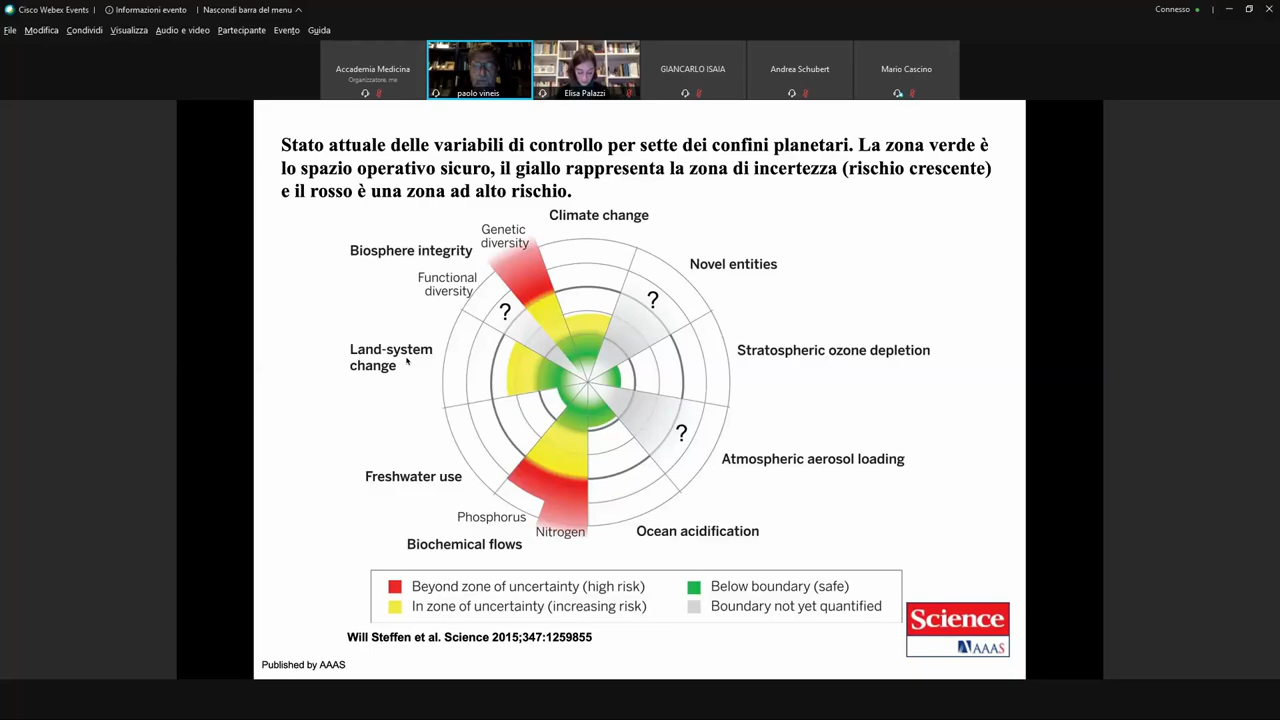 Cisco Webex Events
Informazioni evento
Nascondi barra del menu
Connesso
File Modifica Condividi Visualizza Audio e video Partecipante Evento Guida
Accademia Medicina
Organizzatore, me
paolo vineis
Elisa Palazzi
GIANCARLO ISAIA
Andrea Schubert
Mario Cascino
Stato attuale delle variabili di controllo per sette dei confini planetari. La zona verde è
lo spazio operativo sicuro, il giallo rappresenta la zona di incertezza (rischio crescente)
e il rosso è una zona ad alto rischio.
Climate change
Genetic
diversity
Biosphere integrity
Novel entities
Functional
diversity
?
?
Land-system
change
Stratospheric ozone depletion
?
Atmospheric aerosol loading
Freshwater use
Phosphorus
Nitrogen
Ocean acidification
Biochemical flows
Beyond zone of uncertainty (high risk)
Below boundary (safe)
In zone of uncertainty (increasing risk)
Boundary not yet quantified
Will Steffen et al. Science 2015;347:1259855
Science
AAAS
Published by AAAS